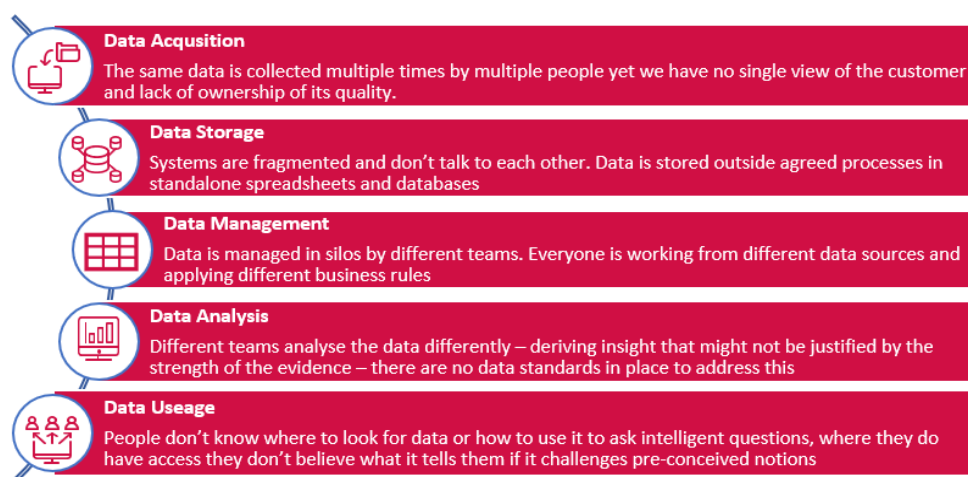 Data Acqusition
The same data is collected multiple times by multiple people yet we have no single view of the customer
and lack of ownership of its quality.
Data Storage
Systems are fragmented and don’t talk to each other. Data is stored outside agreed processes in
standalone spreadsheets and databases
Data Management
Data is managed in silos by different teams. Everyone is working from different data sources and
applying different business rules
Data Analysis
Different teams analyse the data differently – deriving insight that might not be justified by the
strength of the evidence – there are no data standards in place to address this
Data Useage
People don’t know where to look for data or how to use it to ask intelligent questions, where they do
have access they don’t believe what it tells them if it challenges pre-conceived notions